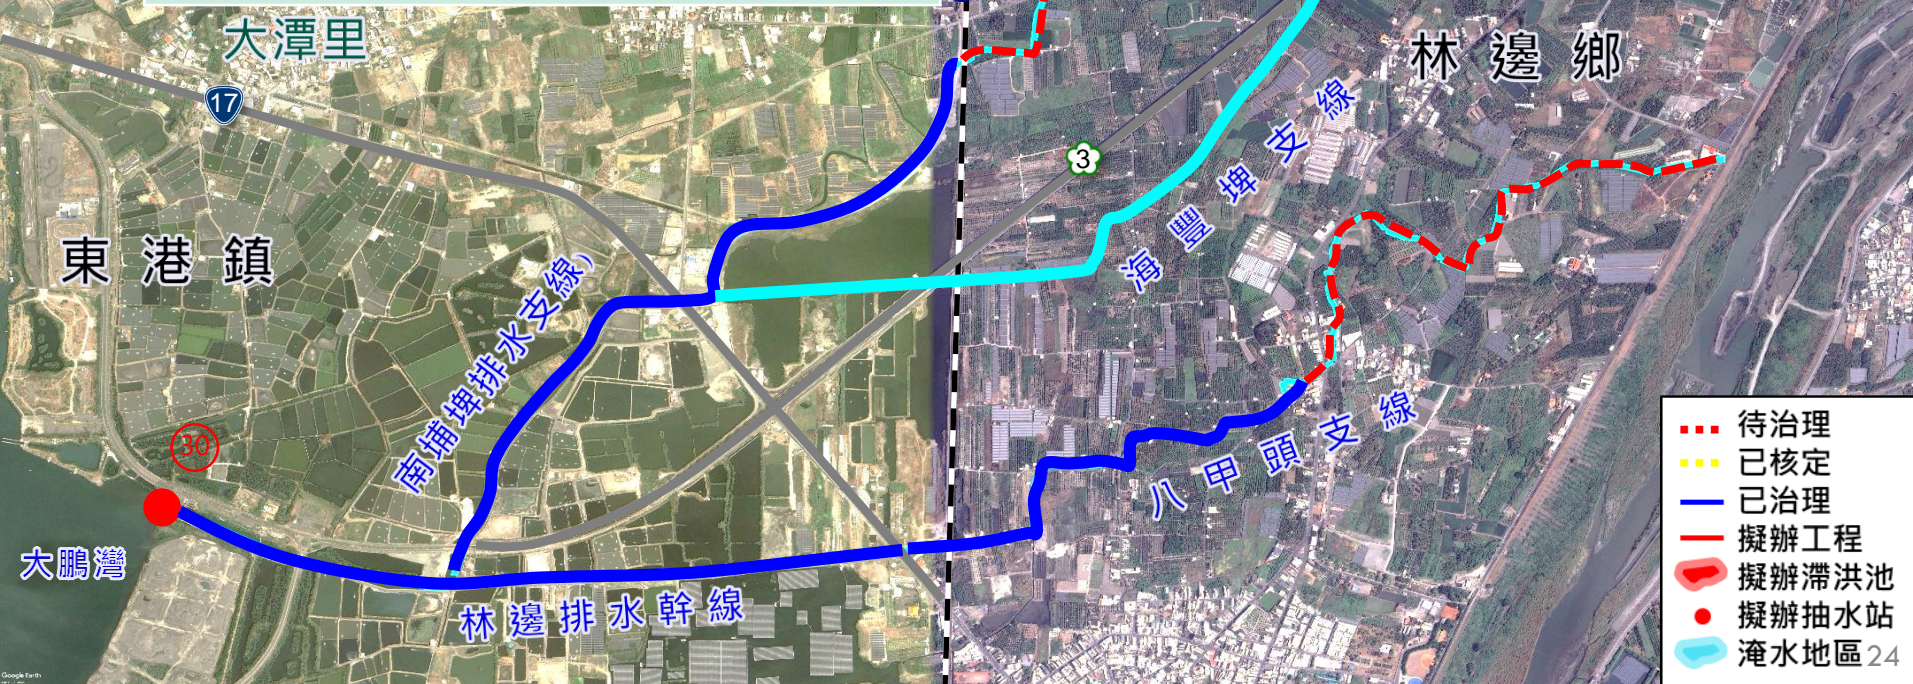 大潭里
17
林邊鄉
3
海豐埤支線
東港鎮
南埔埤排水支線)
30
八甲頭支線
大鵬灣
林邊排水幹線
待治理
已核定
已治理
擬辦工程
擬辦滯洪池
擬辦抽水站
淹水地區
24
Google Earth